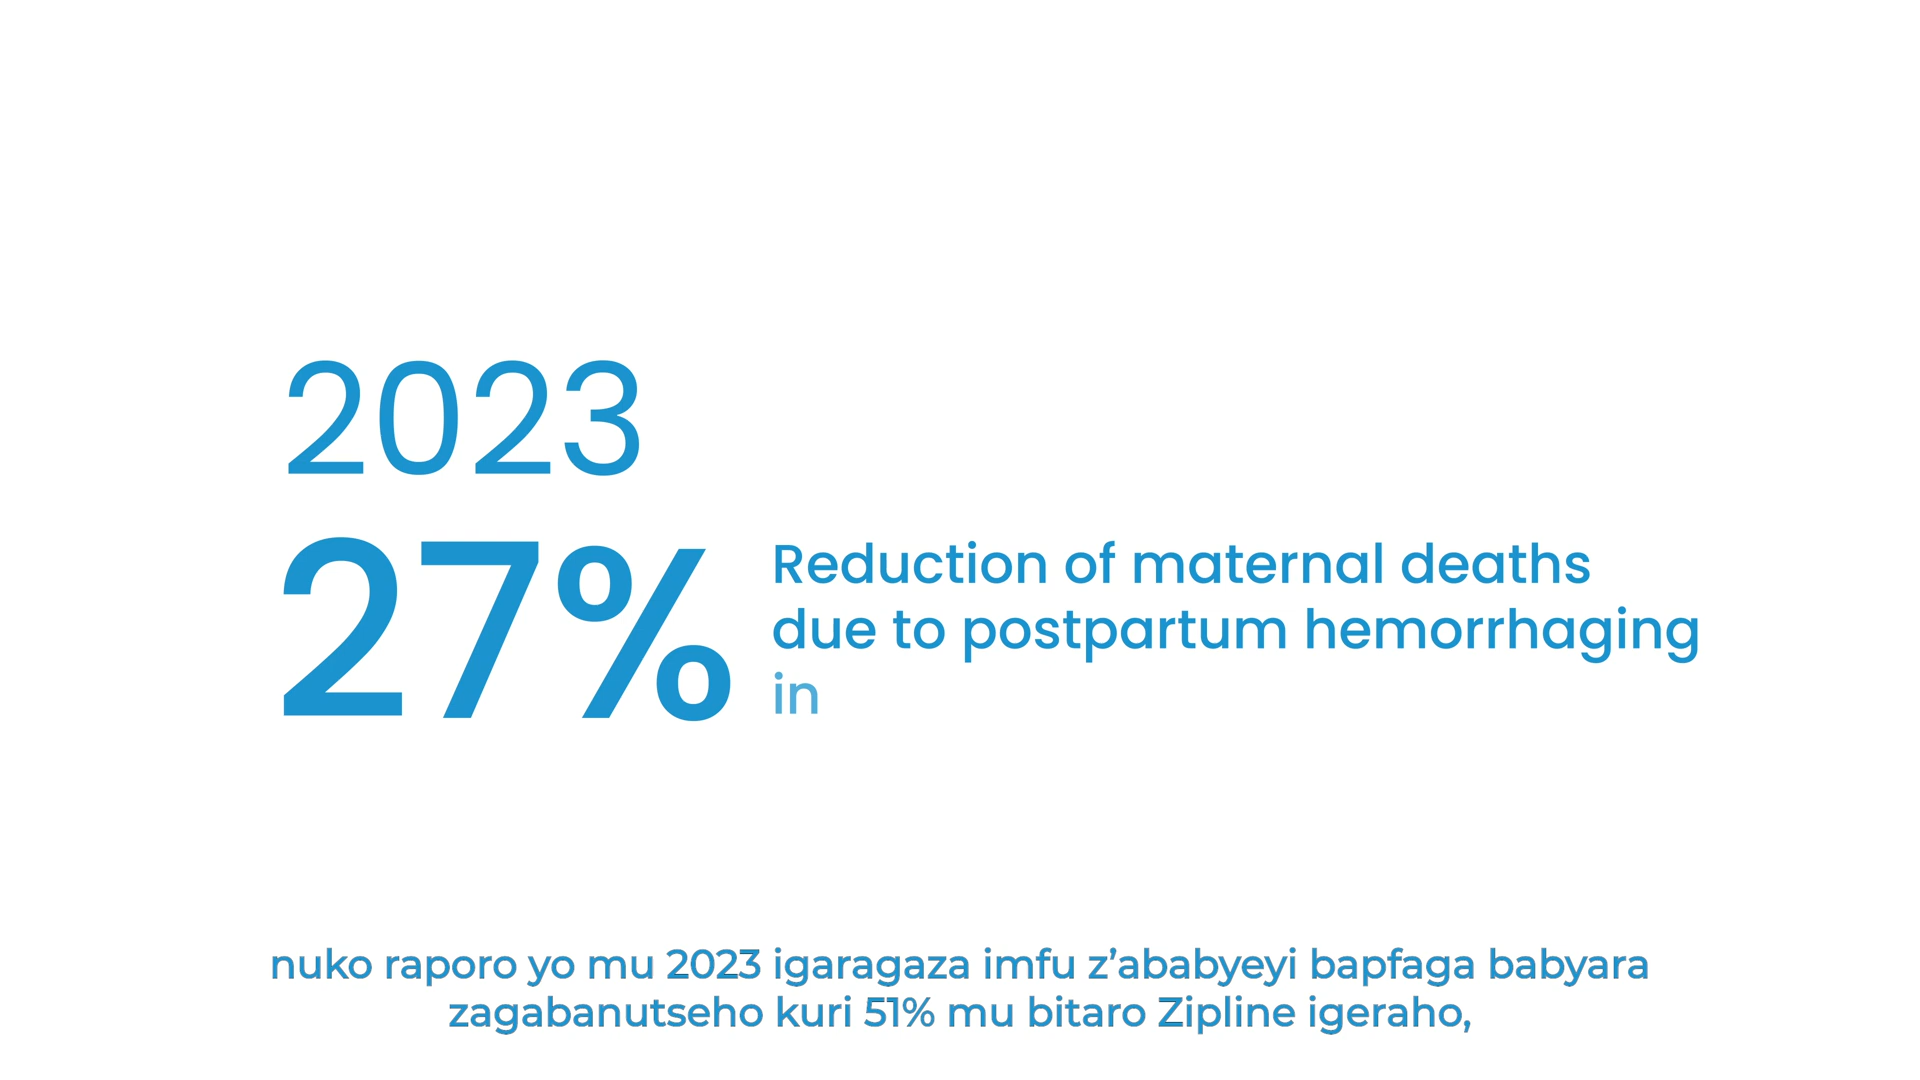 2023
27%
Reduction of maternal deaths
due to postpartum hemorrhaging
in
nuko raporo yo mu 2023 igaragaza imfu z’ababyeyi bapfaga babyara
zagabanutseho kuri 51% mu bitaro Zipline igeraho,